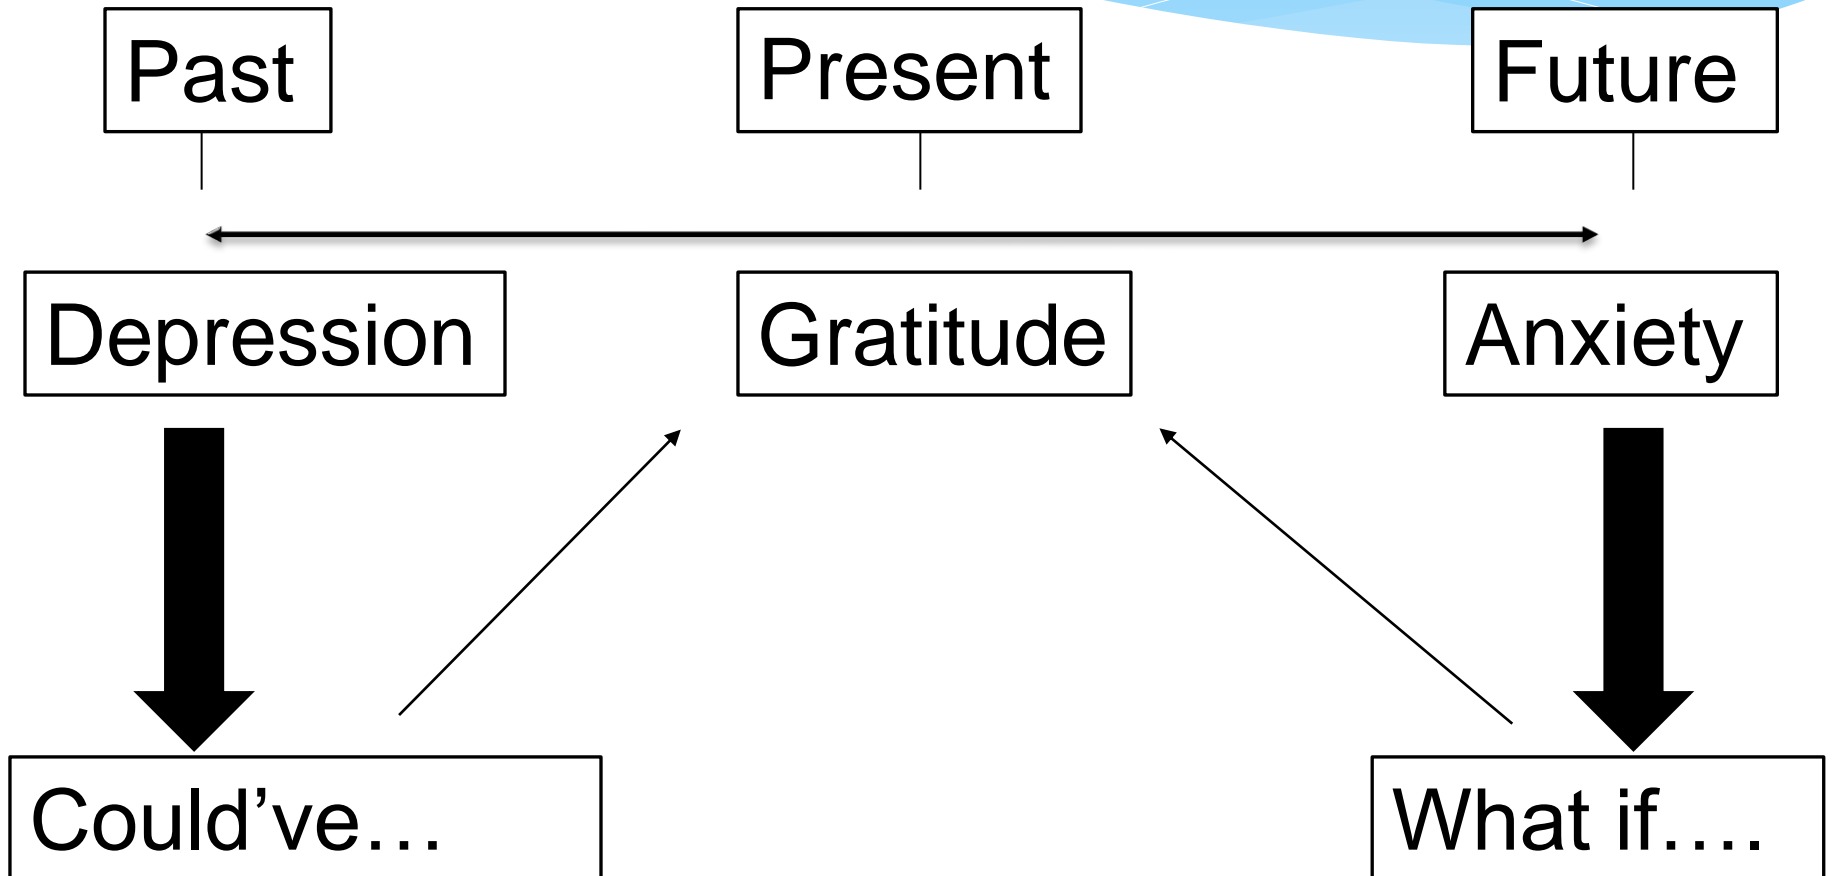 Past
Present
Future
Depression
Gratitude
Anxiety
Could’ve…
What if….